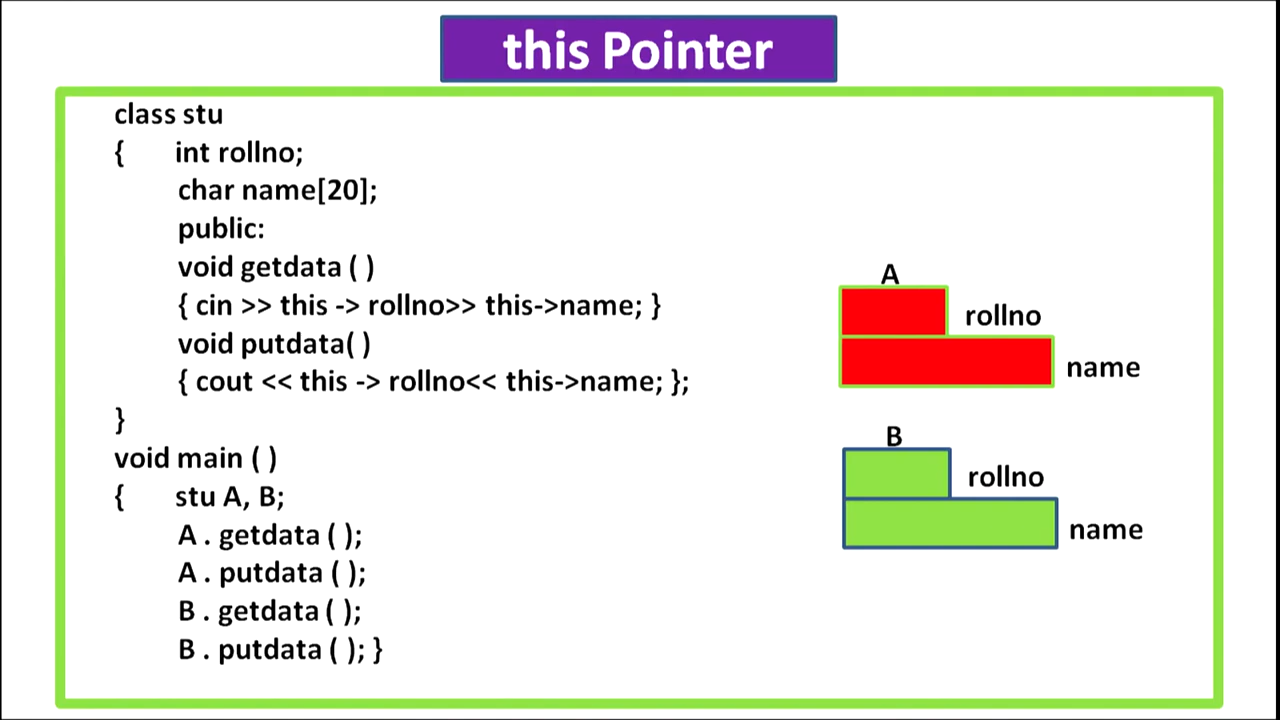 this Pointer
class stu
{ int rollno;
char name[20];
public:
void getdata ( )
{ cin >> this -> rollno>> this->name; }
void putdata( )
{ cout << this -> rollno<< this->name; };
}
void main ( )
{ stu A, B;
A . getdata ( );
A . putdata ( );
B . getdata ( );
B . putdata ( ); }
A
rollno
name
B
rollno
name